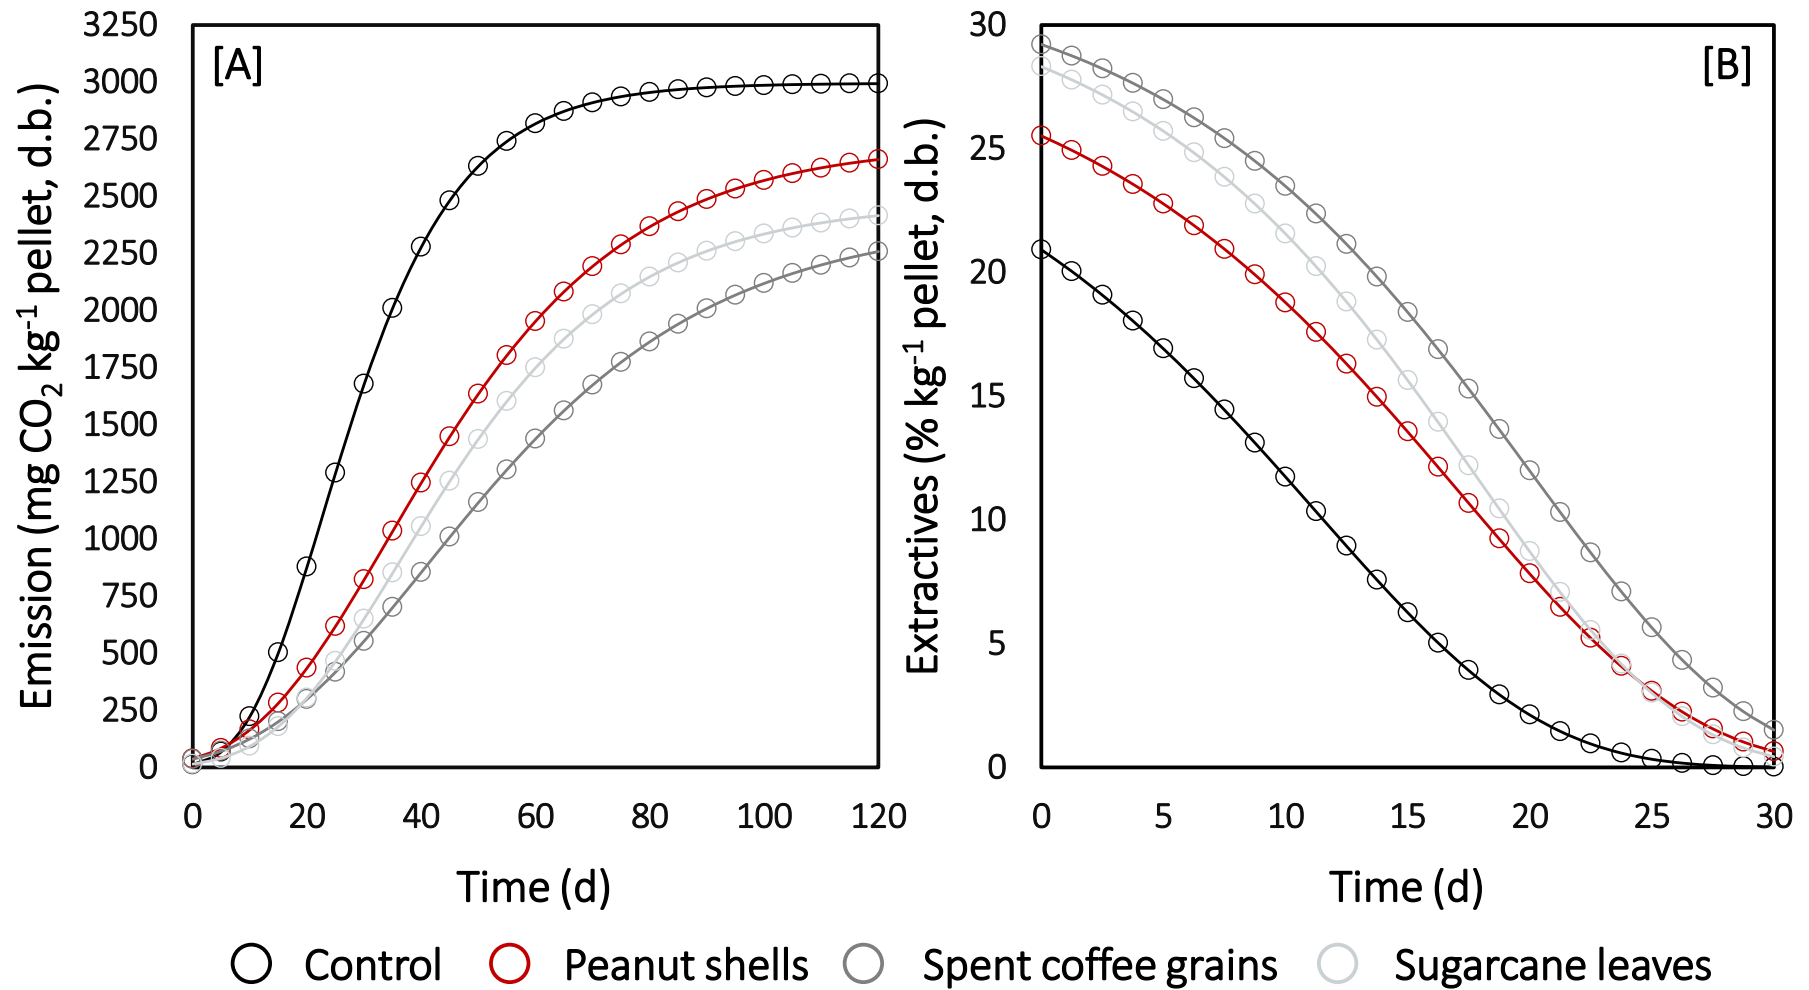 [A]
Emission (mg CO2 kg-1 pellet, d.b.)
3250
3000
2750
2500
2250
2000
1750
1500
1250
1000
750
500
250
0
0 20 40 60 80 100 120
Time (d)
[B]
Extractives (% kg-1 pellet, d.b.)
30
25
20
15
10
5
0
0 5 10 15 20 25 30
Time (d)
Control Peanut shells Spent coffee grains Sugarcane leaves